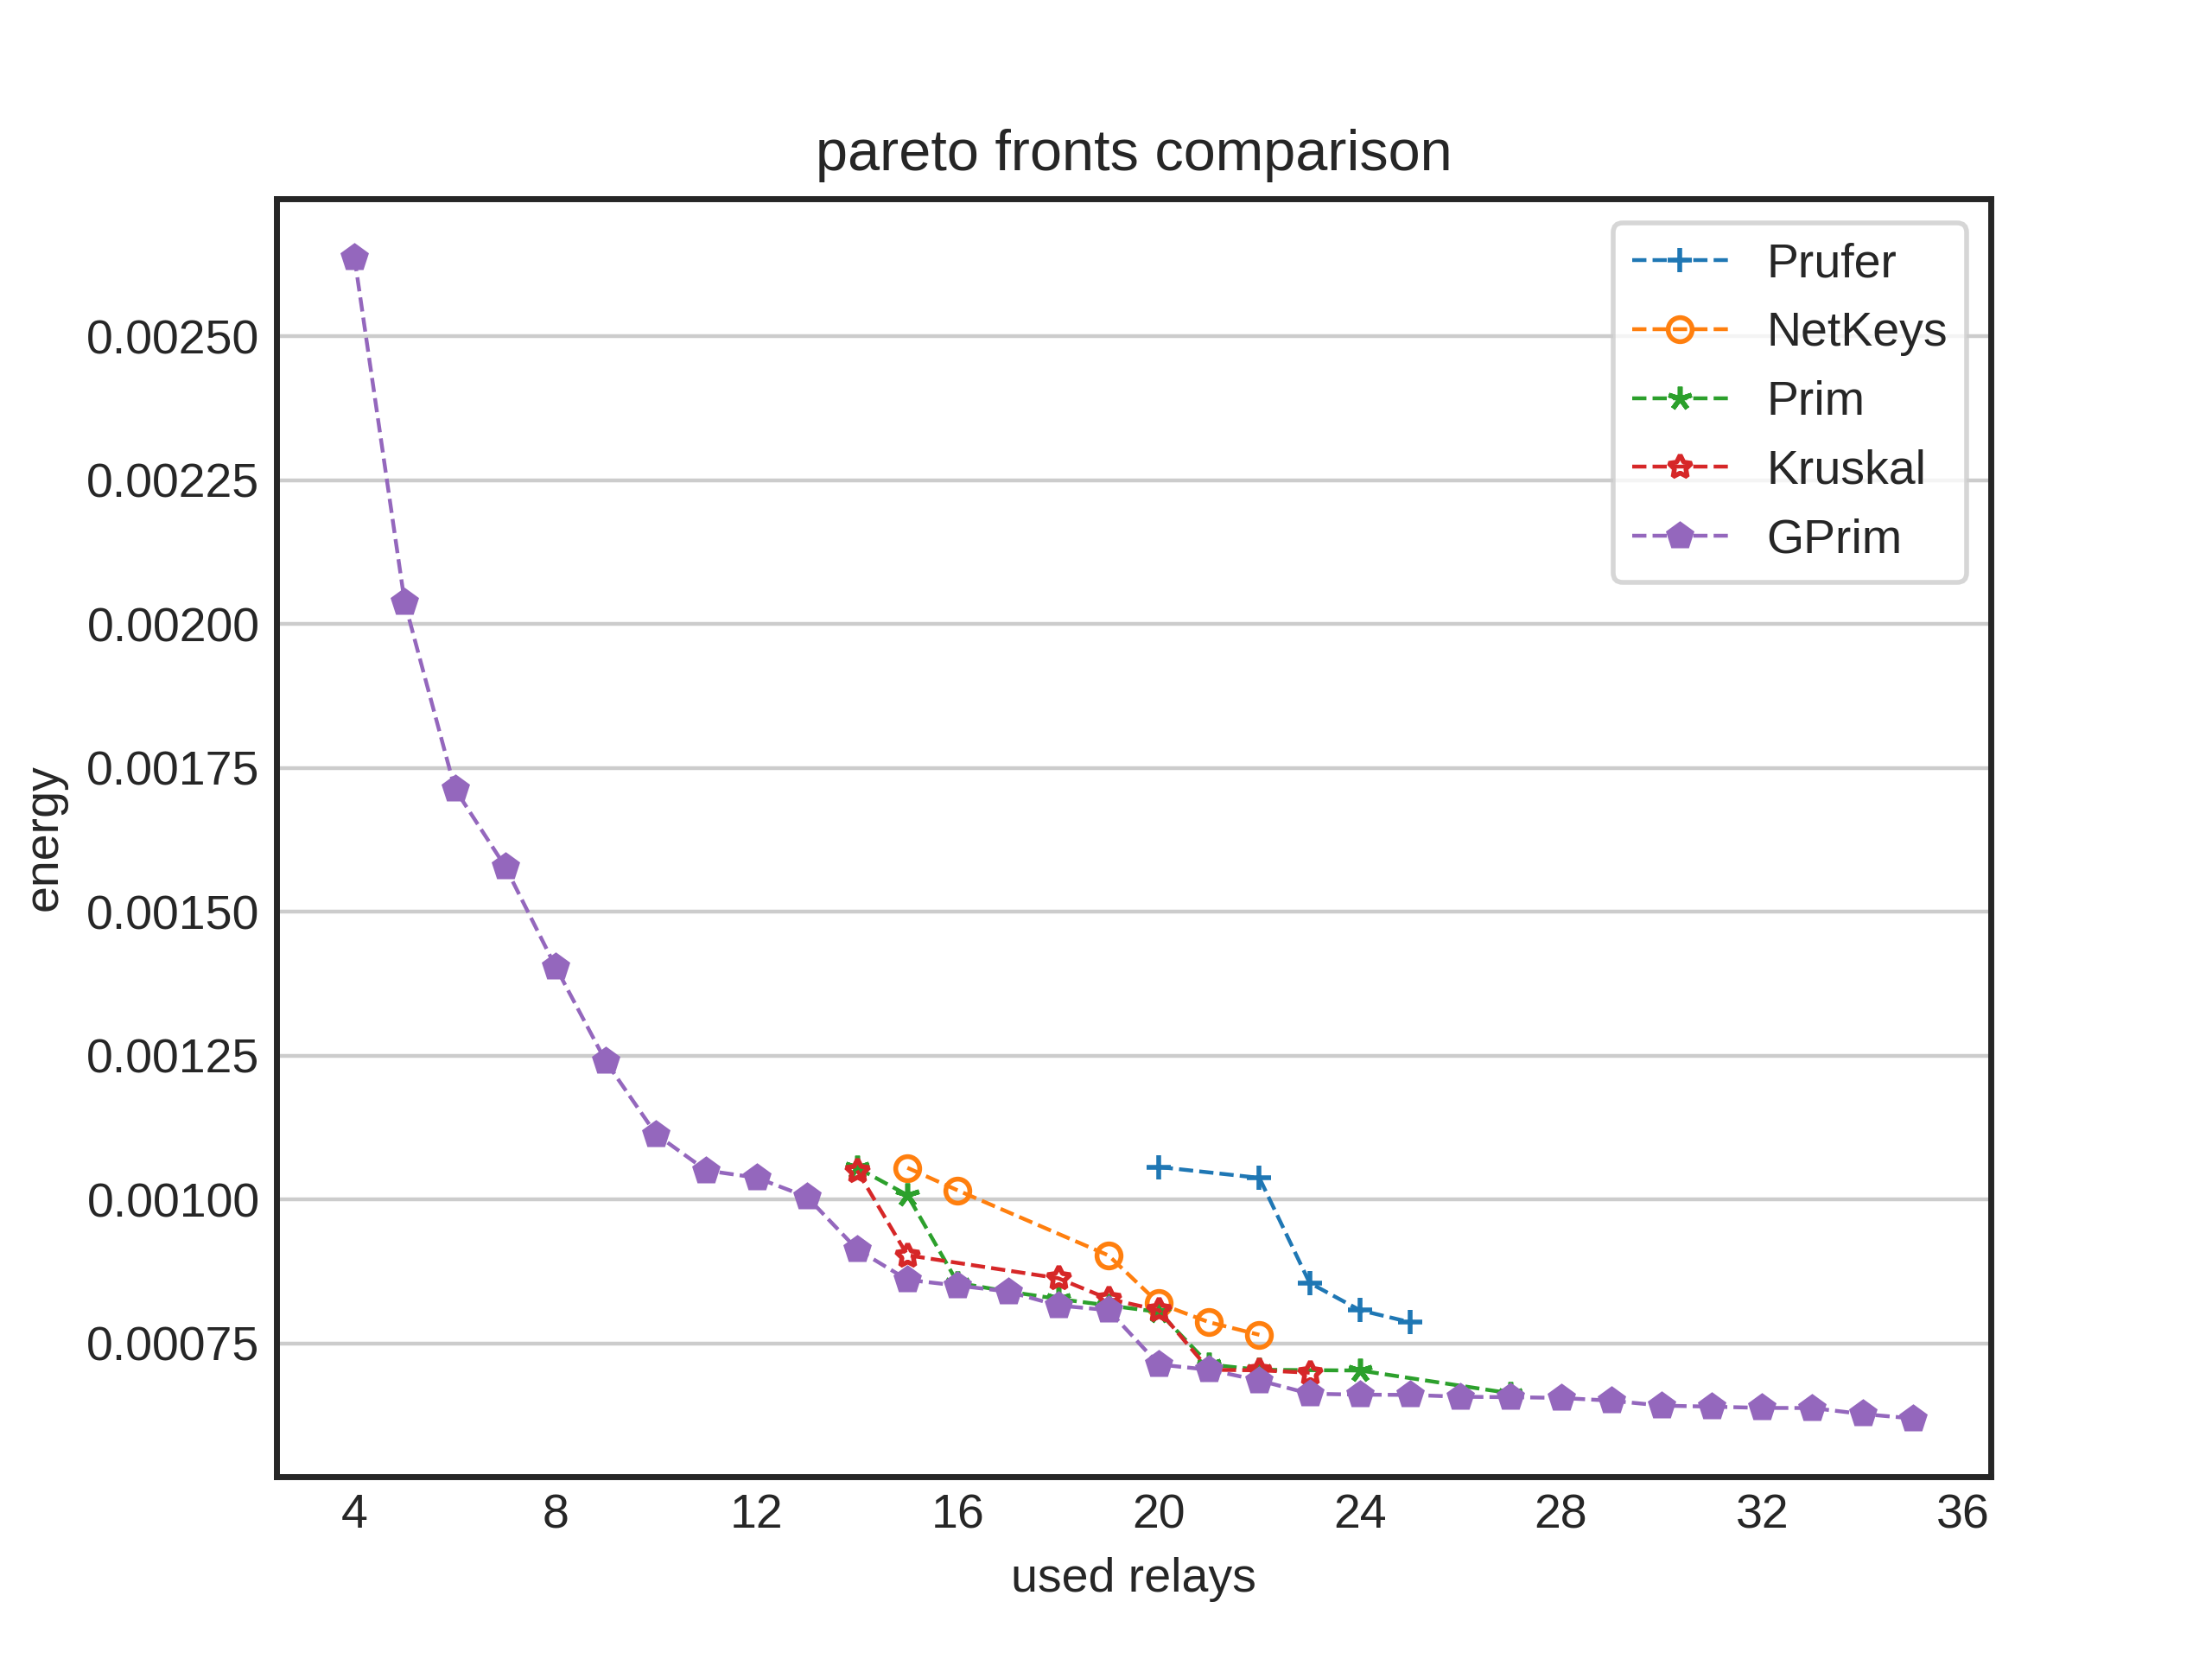 pareto fronts comparison
Prufer
NetKeys
Prim
Kruskal
GPrim
energy
0.00250
0.00225
0.00200
0.00175
0.00150
0.00125
0.00100
0.00075
4 8 12 16 20 24 28 32 36
used relays